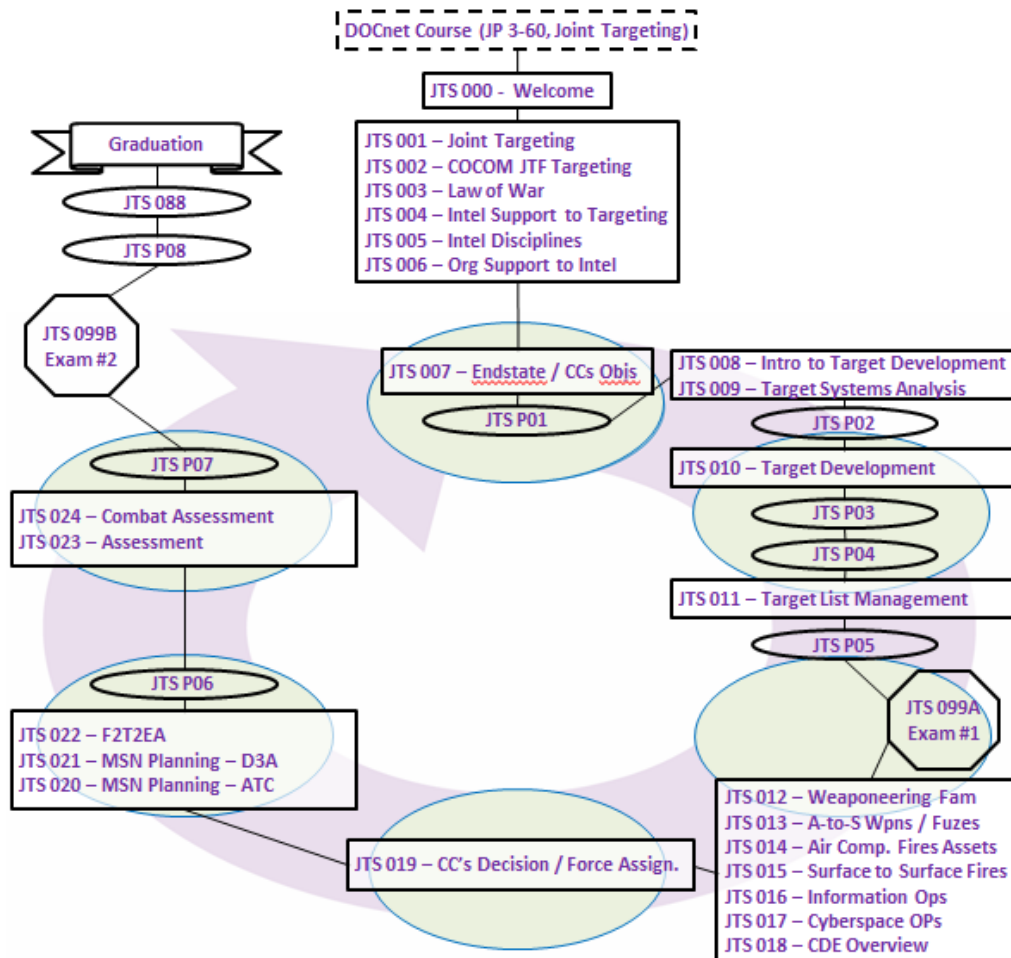 DOCnet Course (JP 3-60, Joint Targeting)
JTS 000 - Welcome
JTS 001 – Joint Targeting
JTS 002 – COCOM JTF Targeting
JTS 003 – Law of War
JTS 004 – Intel Support to Targeting
JTS 005 – Intel Disciplines
JTS 006 – Org Support to Intel
JTS 007 – Endstate / CCs Objs
JTS P01
JTS 008 – Intro to Target Development
JTS 009 – Target Systems Analysis
JTS P02
JTS 010 – Target Development
JTS P03
JTS P04
JTS 011 – Target List Management
JTS P05
JTS 099A
Exam #1
JTS 012 – Weaponeering Fam
JTS 013 – A-to-S Wpns / Fuzes
JTS 014 – Air Comp. Fires Assets
JTS 015 – Surface to Surface Fires
JTS 016 – Information Ops
JTS 017 – Cyberspace OPs
JTS 018 – CDE Overview
JTS 019 – CC's Decision / Force Assign.
JTS P06
JTS 022 – F2T2EA
JTS 021 – MSN Planning – D3A
JTS 020 – MSN Planning – ATC
JTS P07
JTS 024 – Combat Assessment
JTS 023 – Assessment
JTS 099B
Exam #2
JTS P08
JTS 088
Graduation